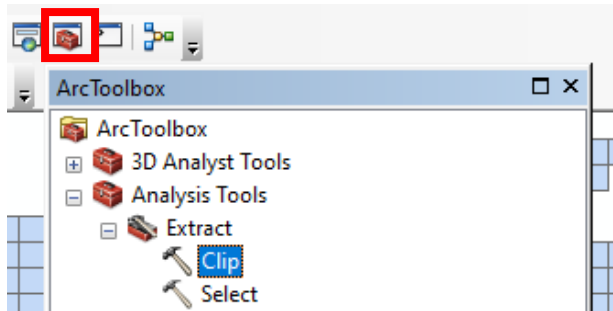 ArcToolbox
ArcToolbox
3D Analyst Tools
Analysis Tools
Extract
Clip
Select